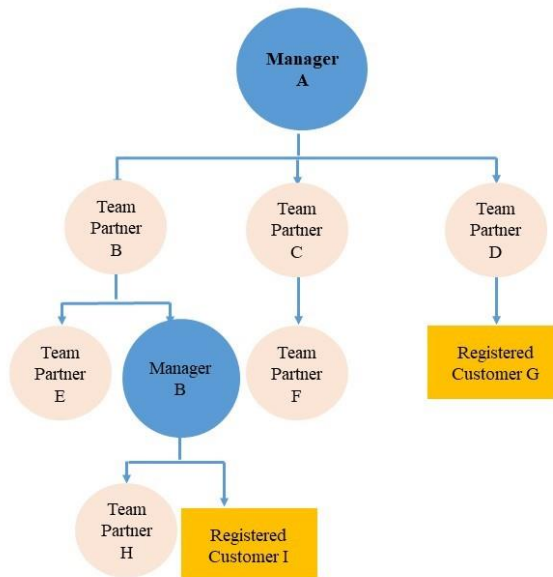 Manager
A
Team
Partner
B
Team
Partner
C
Team
Partner
D
Team
Partner
E
Manager
B
Team
Partner
F
Registered
Customer G
Team
Partner
H
Registered
Customer I